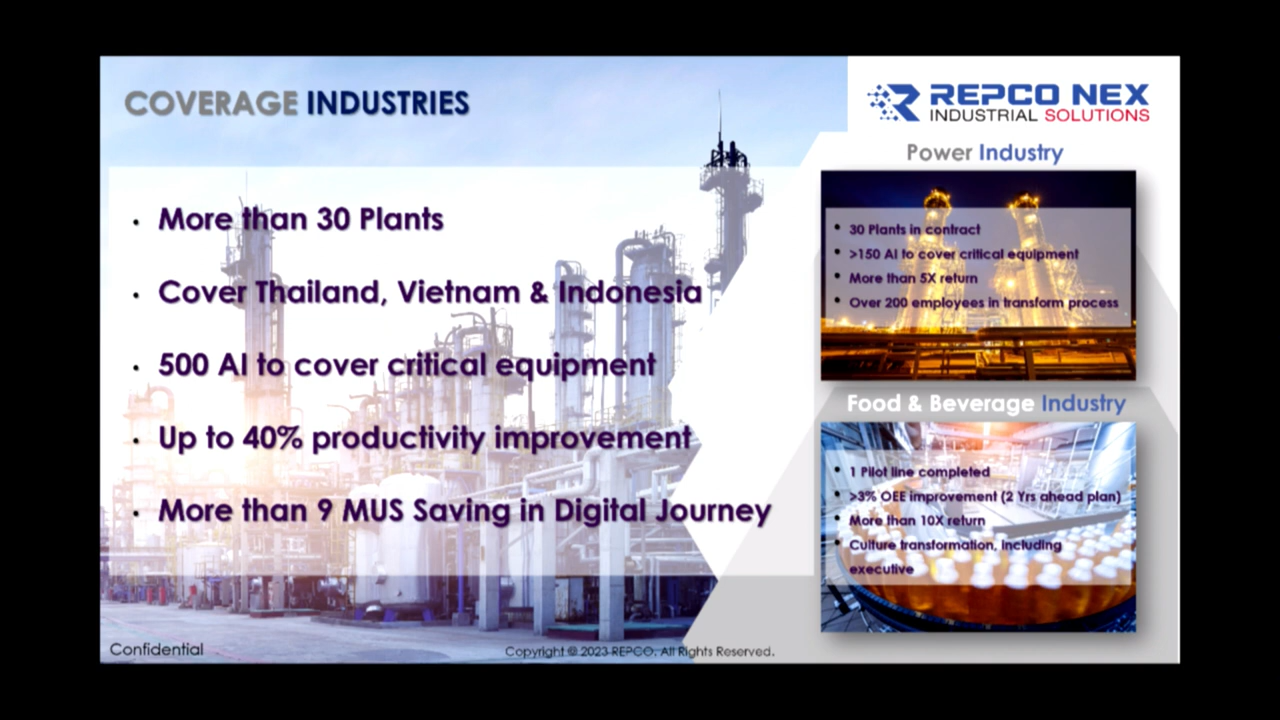 COVERAGE INDUSTRIES
REPCO NEX
INDUSTRIAL SOLUTIONS
• More than 30 Plants
• Cover Thailand, Vietnam & Indonesia
• 500 AI to cover critical equipment
• Up to 40% productivity improvement
• More than 9 MUS Saving in Digital Journey
Power Industry
• 30 Plants in contract
• >150 AI to cover critical equipment
• More than 5X return
• Over 200 employees in transform process
Food & Beverage Industry
• 1 Pilot line completed
• >3% OEE improvement (2 Yrs ahead plan)
• More than 10X return
• Culture transformation, including
executive
Confidential
Copyright © 2023 REPCO. All Rights Reserved.